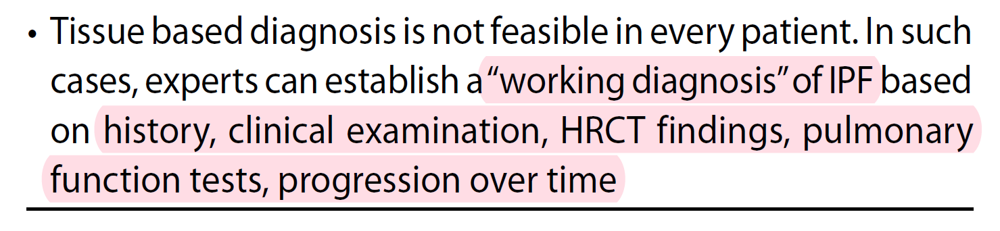 • Tissue based diagnosis is not feasible in every patient. In such
cases, experts can establish a “working diagnosis” of IPF based
on history, clinical examination, HRCT findings, pulmonary
function tests, progression over time